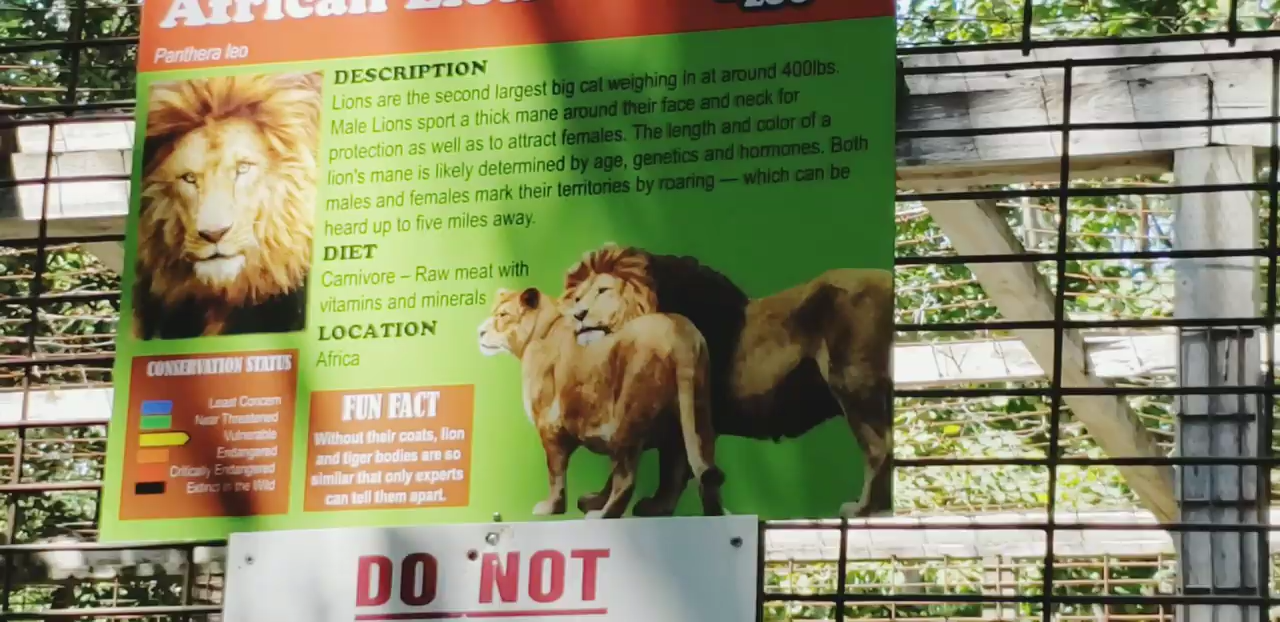 African Lion
ZOO
Panthera leo
DESCRIPTION
Lions are the second largest big cat weighing in at around 400lbs.
Male Lions sport a thick mane around their face and neck for
protection as well as to attract females. The length and color of a
lion's mane is likely determined by age, genetics and hormones. Both
males and females mark their territories by roaring — which can be
heard up to five miles away.
DIET
Carnivore – Raw meat with
vitamins and minerals
LOCATION
Africa
CONSERVATION STATUS
Least Concern
Near Threatened
Vulnerable
Endangered
Critically Endangered
Extinct in the Wild
FUN FACT
Without their coats, lion
and tiger bodies are so
similar that only experts
can tell them apart.
DO NOT